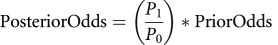 PosteriorOdds = (P₁/P₀) * PriorOdds